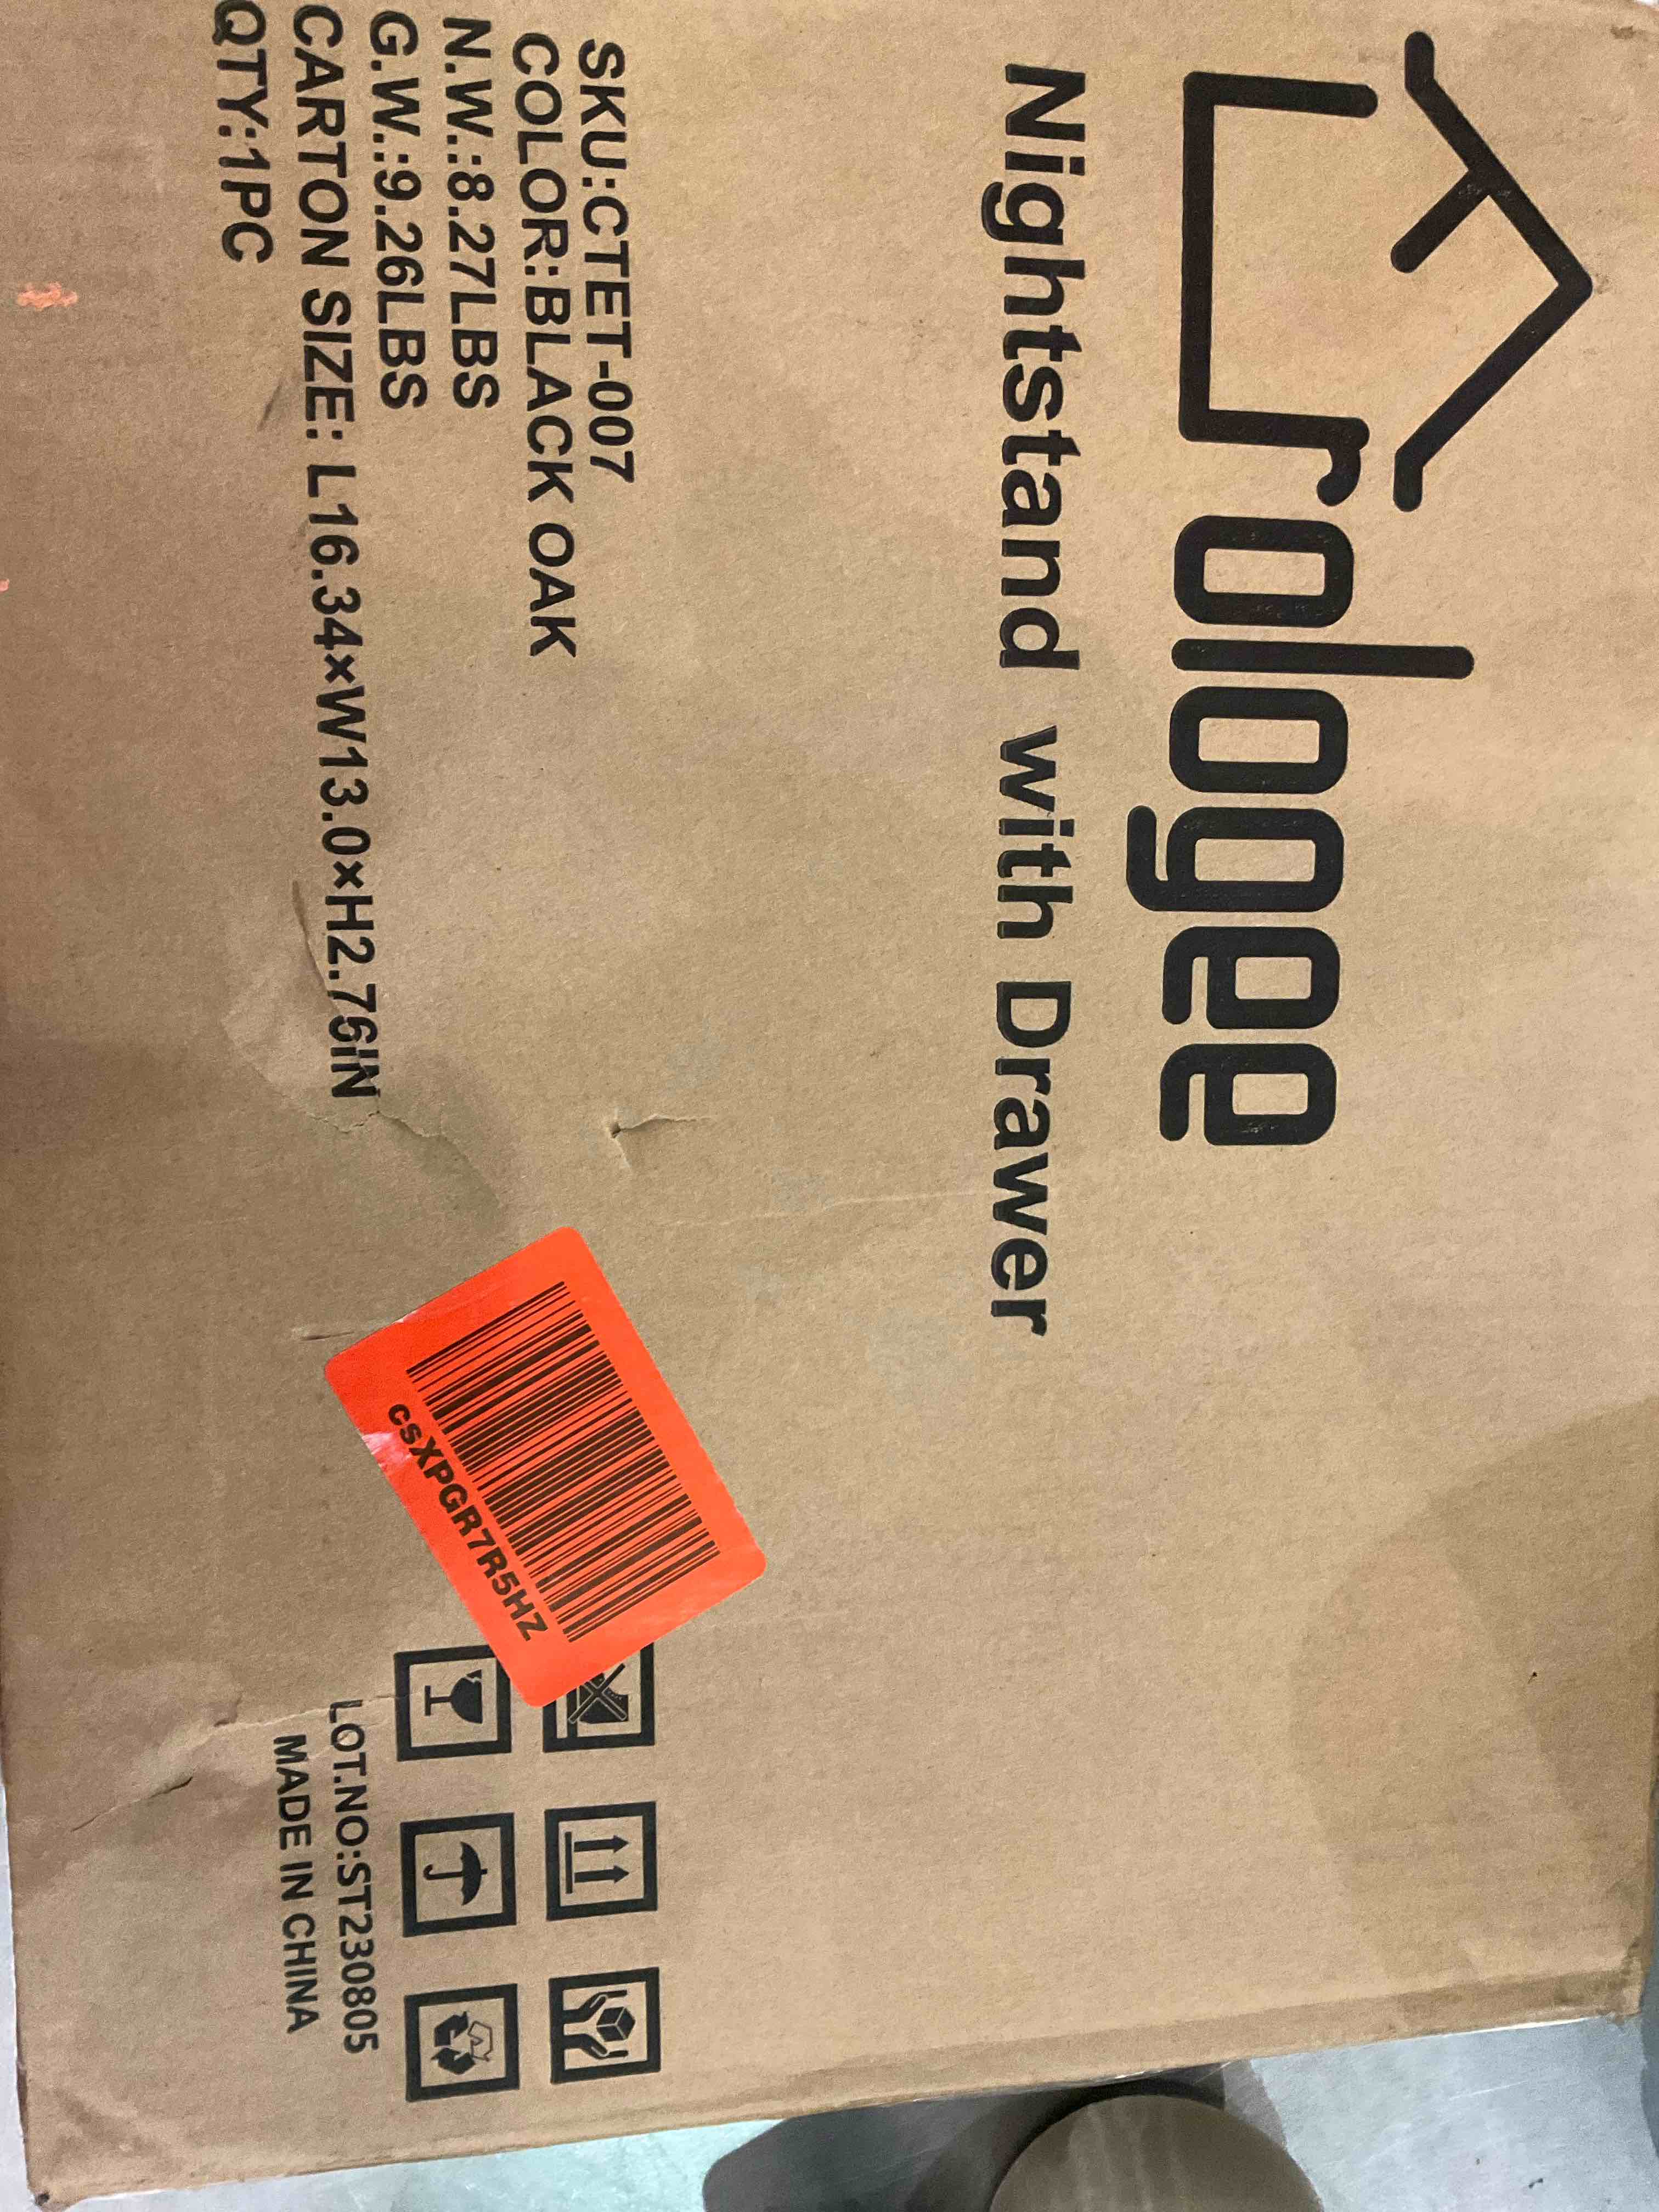 rologee
Nightstand with Drawer
SKU:CTET-007
COLOR:BLACK OAK
N.W.:8.27LBS
G.W.:9.26LBS
CARTON SIZE: L16.34×W13.0×H2.76IN
QTY:1PC
csXPGR7R5HZ
LOT.NO:ST230805
MADE IN CHINA